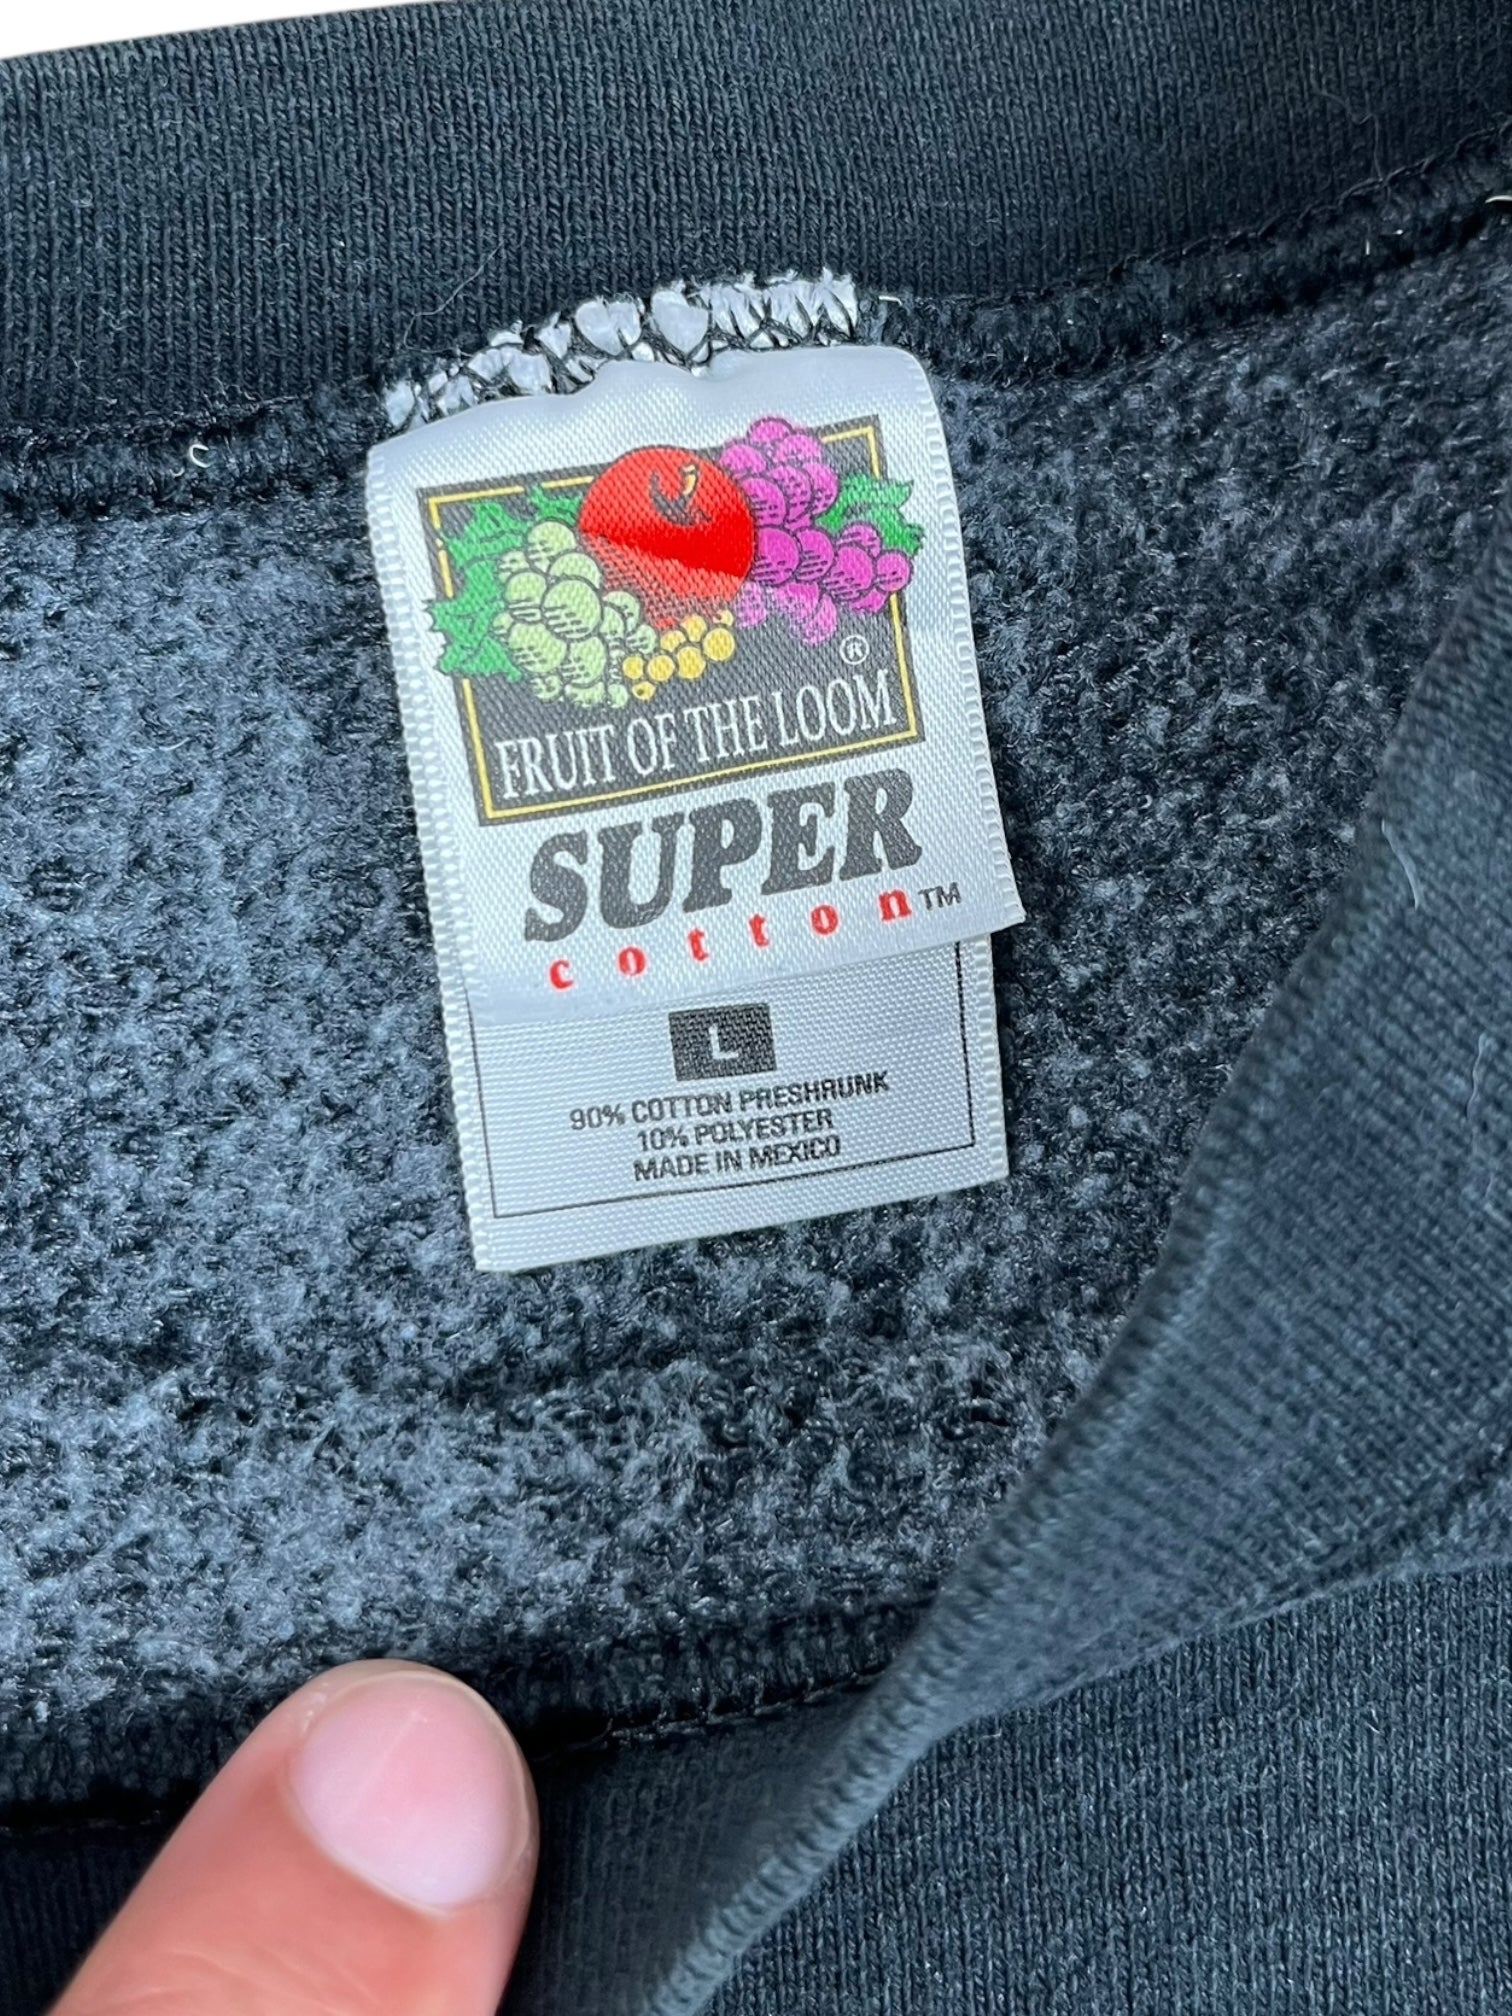 ®
FRUIT OF THE LOOM
SUPER
cotton™
L
90% COTTON PRESHRUNK
10% POLYESTER
MADE IN MEXICO